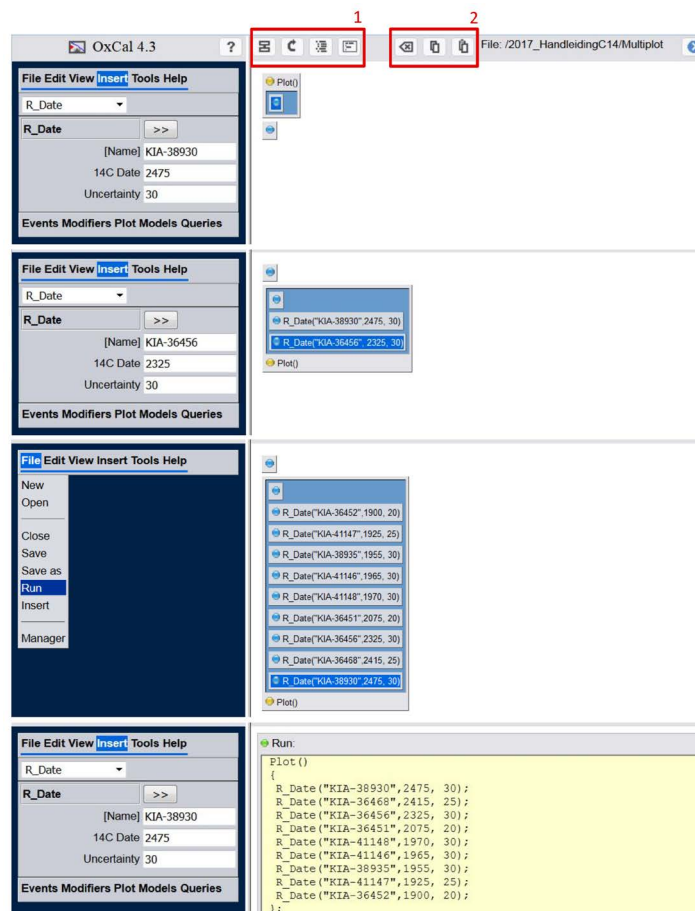 1
2
OxCal 4.3
?
File: /2017_HandleidingC14/Multiplot
File Edit View Insert Tools Help
R_Date
R_Date
>>
[Name] KIA-38930
14C Date 2475
Uncertainty 30
Events Modifiers Plot Models Queries
Plot()
File Edit View Insert Tools Help
R_Date
R_Date
>>
[Name] KIA-36456
14C Date 2325
Uncertainty 30
Events Modifiers Plot Models Queries
R_Date("KIA-38930",2475, 30)
R_Date("KIA-36456", 2325, 30)
Plot()
File Edit View Insert Tools Help
New
Open
Close
Save
Save as
Run
Insert
Manager
R_Date("KIA-36452",1900, 20)
R_Date("KIA-41147",1925, 25)
R_Date("KIA-38935",1955, 30)
R_Date("KIA-41146",1965, 30)
R_Date("KIA-41148",1970, 30)
R_Date("KIA-36451",2075, 20)
R_Date("KIA-36456",2325, 30)
R_Date("KIA-36468",2415, 25)
R_Date("KIA-38930",2475, 30)
Plot()
File Edit View Insert Tools Help
R_Date
R_Date
>>
[Name] KIA-38930
14C Date 2475
Uncertainty 30
Events Modifiers Plot Models Queries
Run:
Plot()
{
R_Date("KIA-38930",2475, 30);
R_Date("KIA-36468",2415, 25);
R_Date("KIA-36456",2325, 30);
R_Date("KIA-36451",2075, 20);
R_Date("KIA-41148",1970, 30);
R_Date("KIA-41146",1965, 30);
R_Date("KIA-38935",1955, 30);
R_Date("KIA-41147",1925, 25);
R_Date("KIA-36452",1900, 20);
};